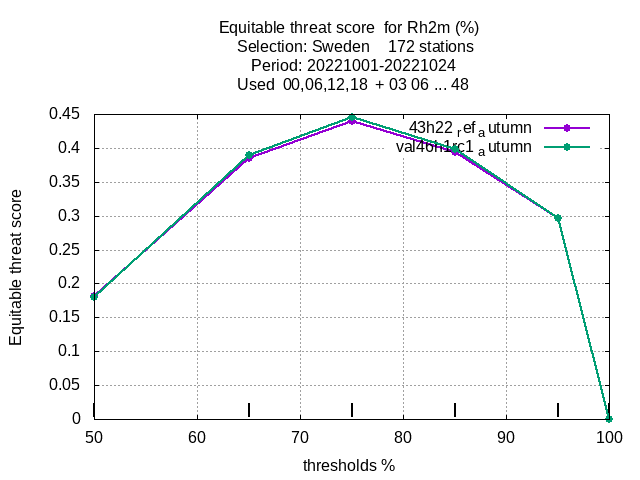 Equitable threat score for Rh2m (%)
Selection: Sweden 172 stations
Period: 20221001-20221024
Used 00,06,12,18 + 03 06 ... 48
43h22 ref autumn
val46h1rc1 autumn
0.45
0.4
0.35
0.3
0.25
0.2
0.15
0.1
0.05
0
Equitable threat score
50 60 70 80 90 100
thresholds %